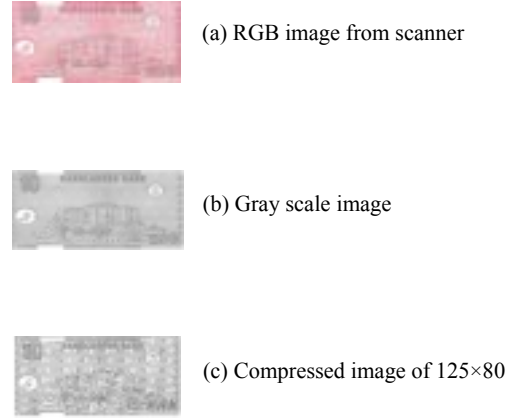 (a) RGB image from scanner
(b) Gray scale image
(c) Compressed image of 125×80